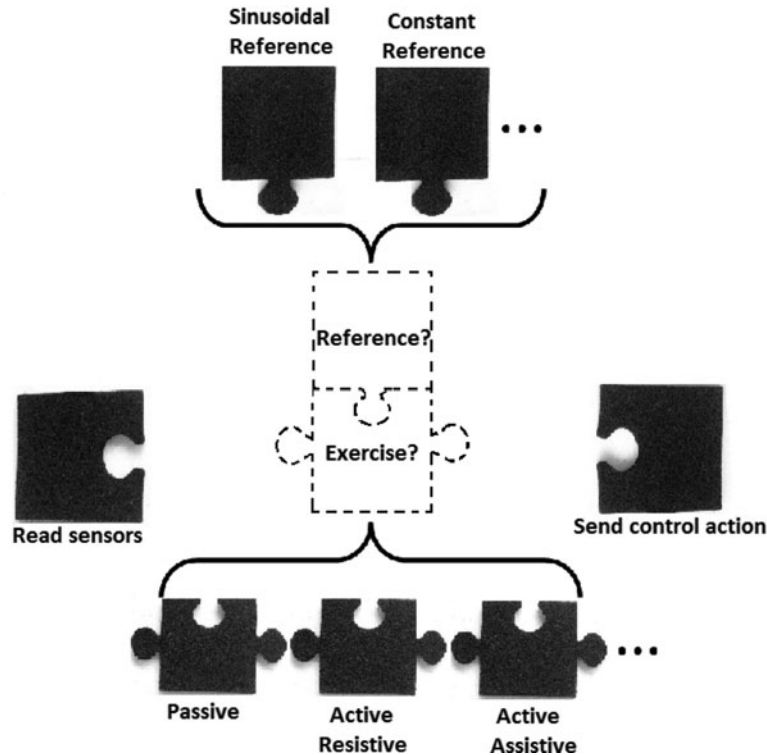 Sinusoidal
Reference
Constant
Reference
Reference?
Exercise?
Read sensors
Send control action
Passive
Active
Resistive
Active
Assistive